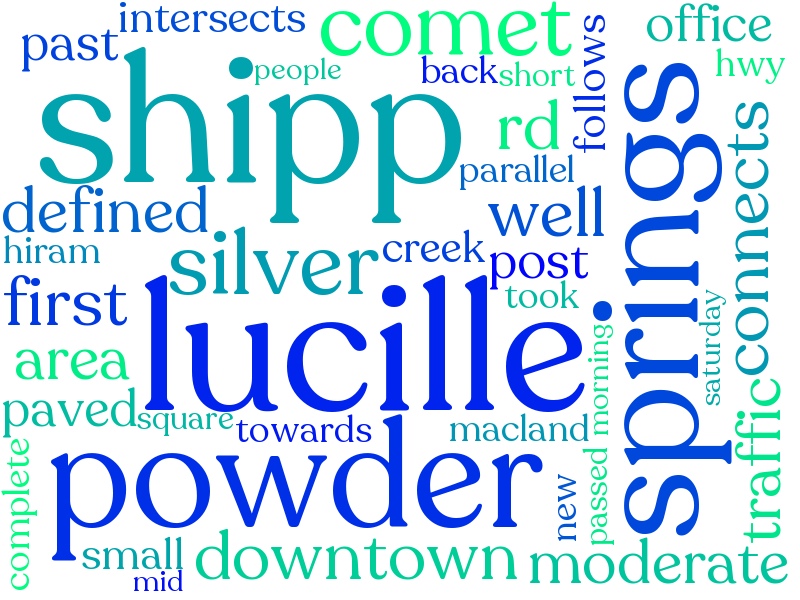 intersects
past
comet
office
people
back
short
hwy
shipp
rd
follows
parallel
springs
connects
defined
well
hiram
silver
creek
post
first
took
lucille
saturday
morning
area
paved
square
towards
macland
traffic
powder
complete
new
passed
small
downtown
moderate
mid